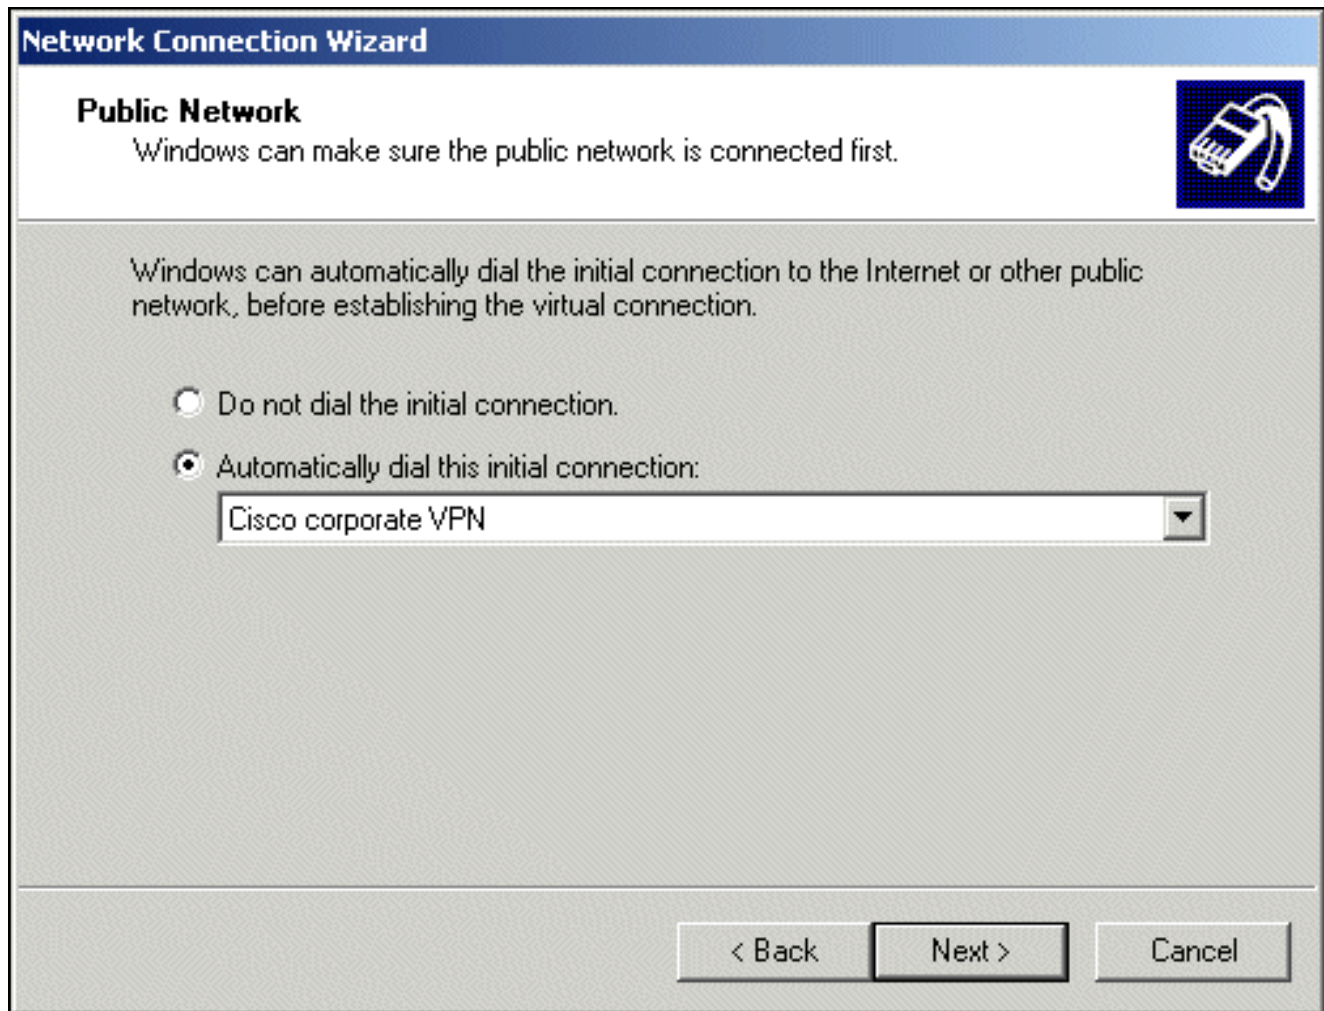 Network Connection Wizard
Public Network
Windows can make sure the public network is connected first.
Windows can automatically dial the initial connection to the Internet or other public
network, before establishing the virtual connection.
Do not dial the initial connection.
Automatically dial this initial connection:
Cisco corporate VPN
< Back Next > Cancel